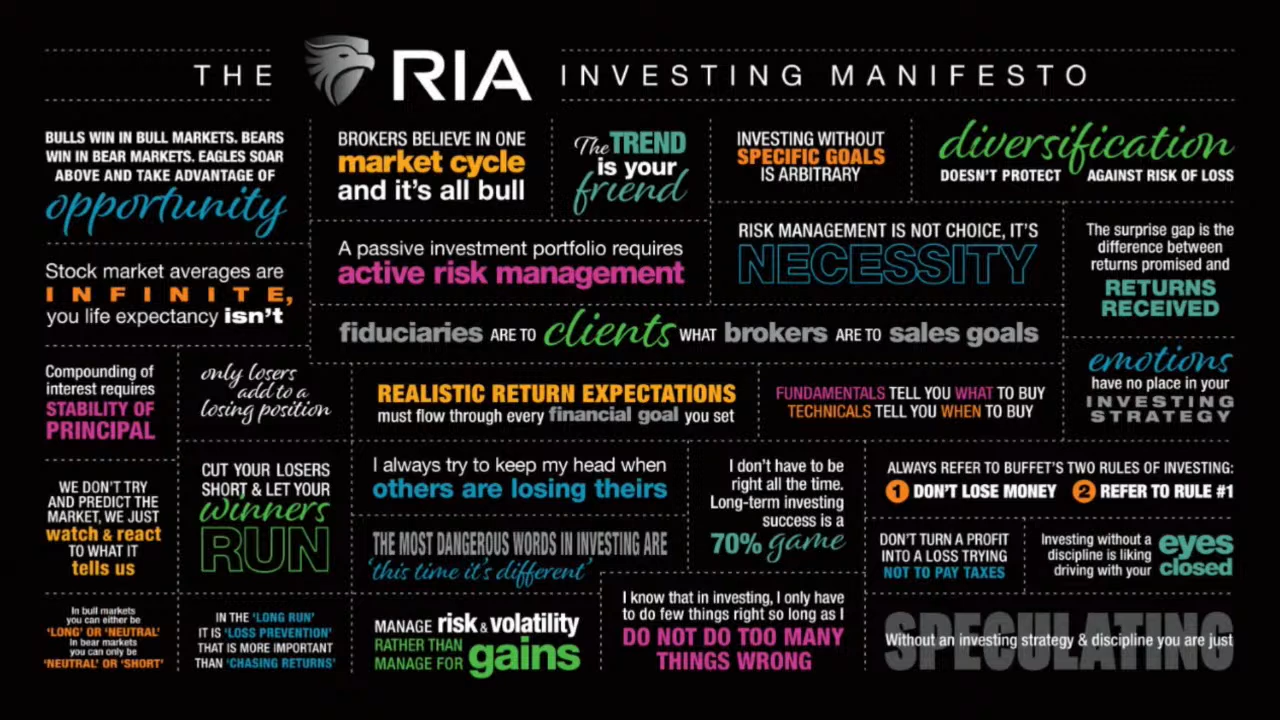 THE RIA INVESTING MANIFESTO
BULLS WIN IN BULL MARKETS. BEARS
WIN IN BEAR MARKETS. EAGLES SOAR
ABOVE AND TAKE ADVANTAGE OF
opportunity
BROKERS BELIEVE IN ONE
market cycle
and it's all bull
The TREND
is your
friend
INVESTING WITHOUT
SPECIFIC GOALS
IS ARBITRARY
diversification
DOESN'T PROTECT AGAINST RISK OF LOSS
Stock market averages are
INFINITE,
you life expectancy isn't
A passive investment portfolio requires
active risk management
RISK MANAGEMENT IS NOT CHOICE, IT'S
NECESSITY
The surprise gap is the
difference between
returns promised and
RETURNS
RECEIVED
fiduciaries ARE TO clients WHAT brokers ARE TO sales goals
Compounding of
interest requires
STABILITY OF
PRINCIPAL
only losers
add to a
losing position
REALISTIC RETURN EXPECTATIONS
must flow through every financial goal you set
FUNDAMENTALS TELL YOU WHAT TO BUY
TECHNICALS TELL YOU WHEN TO BUY
emotions
have no place in your
INVESTING
STRATEGY
WE DON'T TRY
AND PREDICT THE
MARKET, WE JUST
watch & react
TO WHAT IT
tells us
CUT YOUR LOSERS
SHORT & LET YOUR
winners
RUN
I always try to keep my head when
others are losing theirs
I don't have to be
right all the time.
Long-term investing
success is a
70% game
ALWAYS REFER TO BUFFET'S TWO RULES OF INVESTING:
1 DON'T LOSE MONEY 2 REFER TO RULE #1
THE MOST DANGEROUS WORDS IN INVESTING ARE
'this time it's different'
DON'T TURN A PROFIT
INTO A LOSS TRYING
NOT TO PAY TAXES
Investing without a
discipline is liking
driving with your
eyes
closed
In bull markets
you can either be
'LONG' OR 'NEUTRAL'
In bear markets
you can only be
'NEUTRAL' OR 'SHORT'
IN THE 'LONG RUN'
IT IS 'LOSS PREVENTION'
THAT IS MORE IMPORTANT
THAN 'CHASING RETURNS'
MANAGE risk & volatility
RATHER THAN
MANAGE FOR gains
I know that in investing, I only have
to do few things right so long as I
DO NOT DO TOO MANY
THINGS WRONG
Without an investing strategy & discipline you are just
SPECULATING